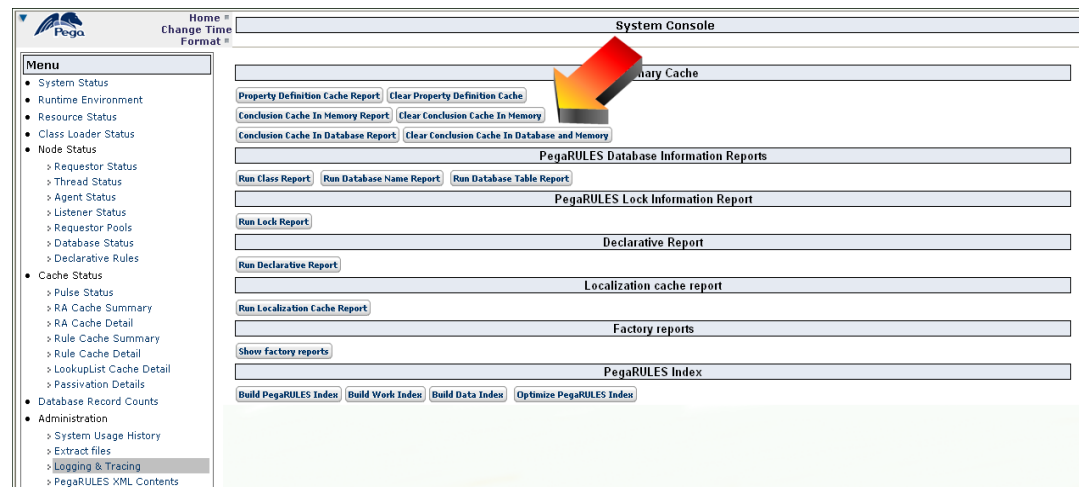 Pega
Home
Change Time
Format
System Console
Menu
System Status
Runtime Environment
Resource Status
Class Loader Status
Node Status
Requestor Status
Thread Status
Agent Status
Listener Status
Requestor Pools
Database Status
Declarative Rules
Cache Status
Pulse Status
RA Cache Summary
RA Cache Detail
Rule Cache Summary
Rule Cache Detail
LookupList Cache Detail
Passivation Details
Database Record Counts
Administration
System Usage History
Extract files
Logging & Tracing
PegaRULES XML Contents
Cache
Property Definition Cache Report Clear Property Definition Cache
Conclusion Cache In Memory Report Clear Conclusion Cache In Memory
Conclusion Cache In Database Report Clear Conclusion Cache In Database and Memory
PegaRULES Database Information Reports
Run Class Report Run Database Name Report Run Database Table Report
PegaRULES Lock Information Report
Run Lock Report
Declarative Report
Run Declarative Report
Localization cache report
Run Localization Cache Report
Factory reports
Show factory reports
PegaRULES Index
Build PegaRULES Index Build Work Index Build Data Index Optimize PegaRULES Index